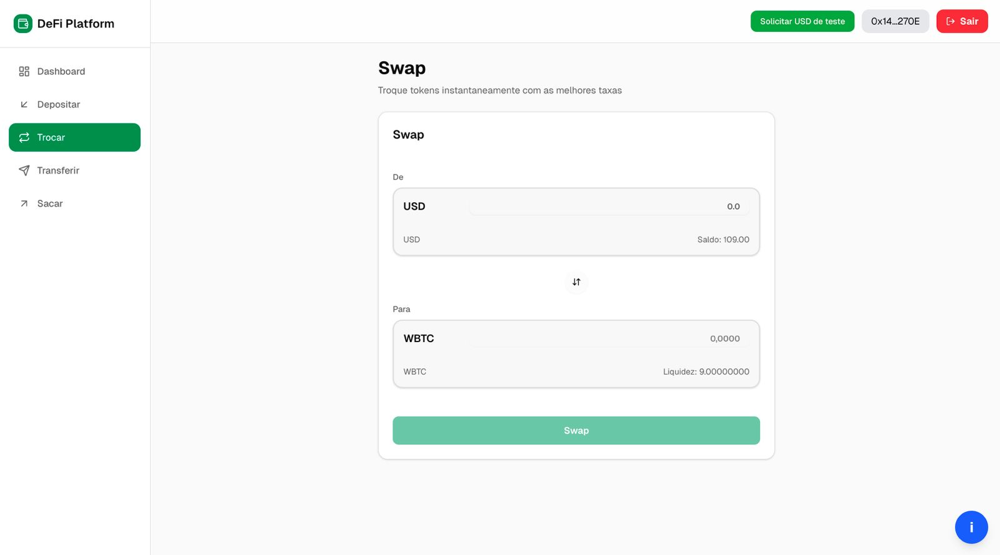 DeFi Platform
Solicitar USD de teste
0x14...270E
Sair
Dashboard
Depositar
Trocar
Transferir
Sacar
Swap
Troque tokens instantaneamente com as melhores taxas
Swap
De
USD
0.0
USD
Saldo: 109.00
Para
WBTC
0,0000
WBTC
Liquidez: 9.00000000
Swap
i